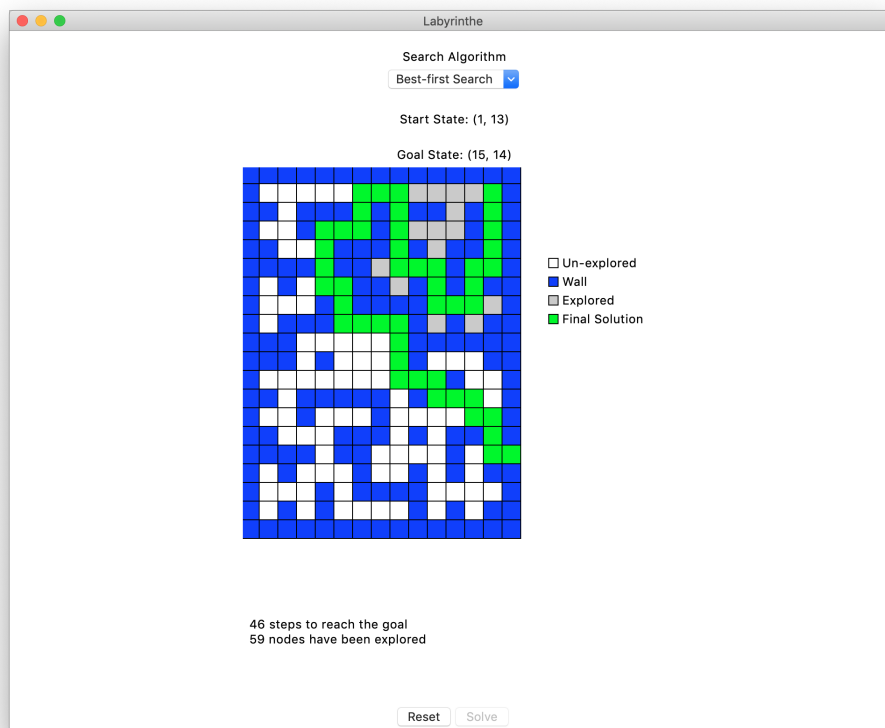 Labyrinthe
Search Algorithm
Best-first Search
Start State: (1, 13)
Goal State: (15, 14)
Un-explored
Wall
Explored
Final Solution
46 steps to reach the goal
59 nodes have been explored
Reset Solve